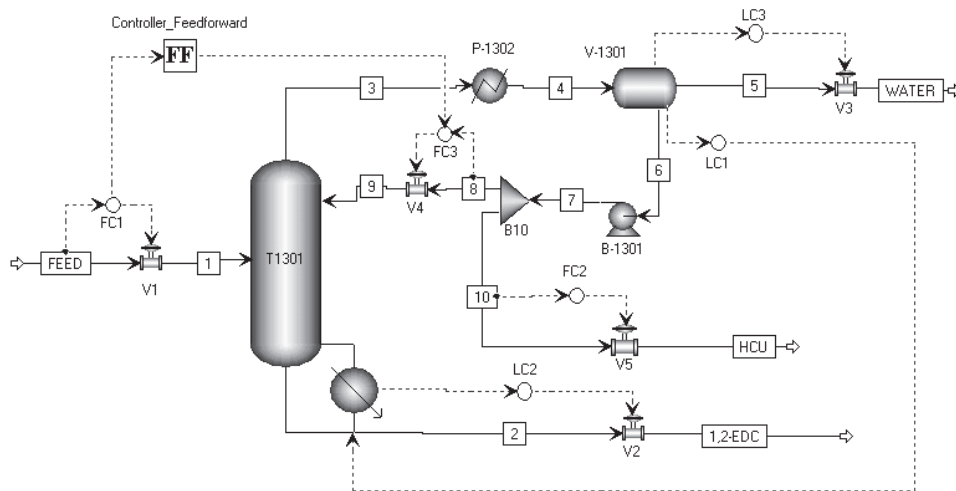 Controller_Feedforward
LC3
FF
P-1302
V-1301
3
4
5
WATER
V3
FC3
LC1
6
9
8
7
V4
B10
B-1301
FC1
FEED
V1
1
T1301
FC2
10
V5
HCU
LC2
2
V2
1,2-EDC